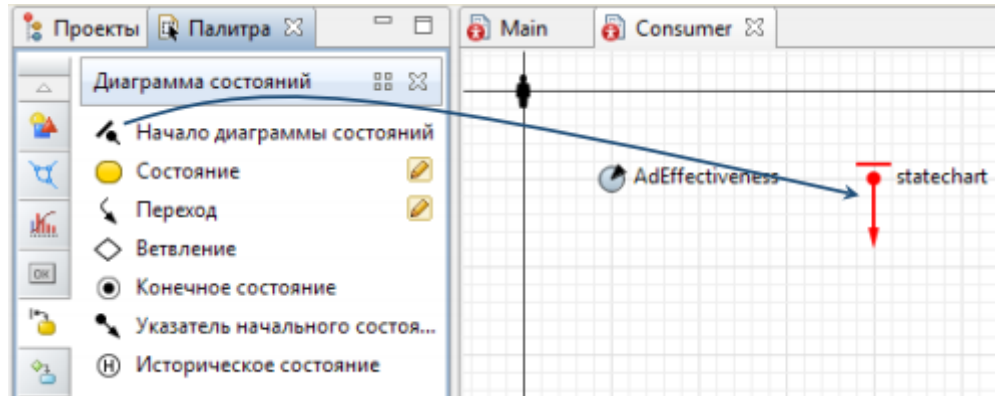 Проекты
Палитра
Main
Consumer
Диаграмма состояний
Начало диаграммы состояний
Состояние
Переход
Ветвление
Конечное состояние
Указатель начального состоя...
Историческое состояние
OK
H
AdEffectiveness
statechart